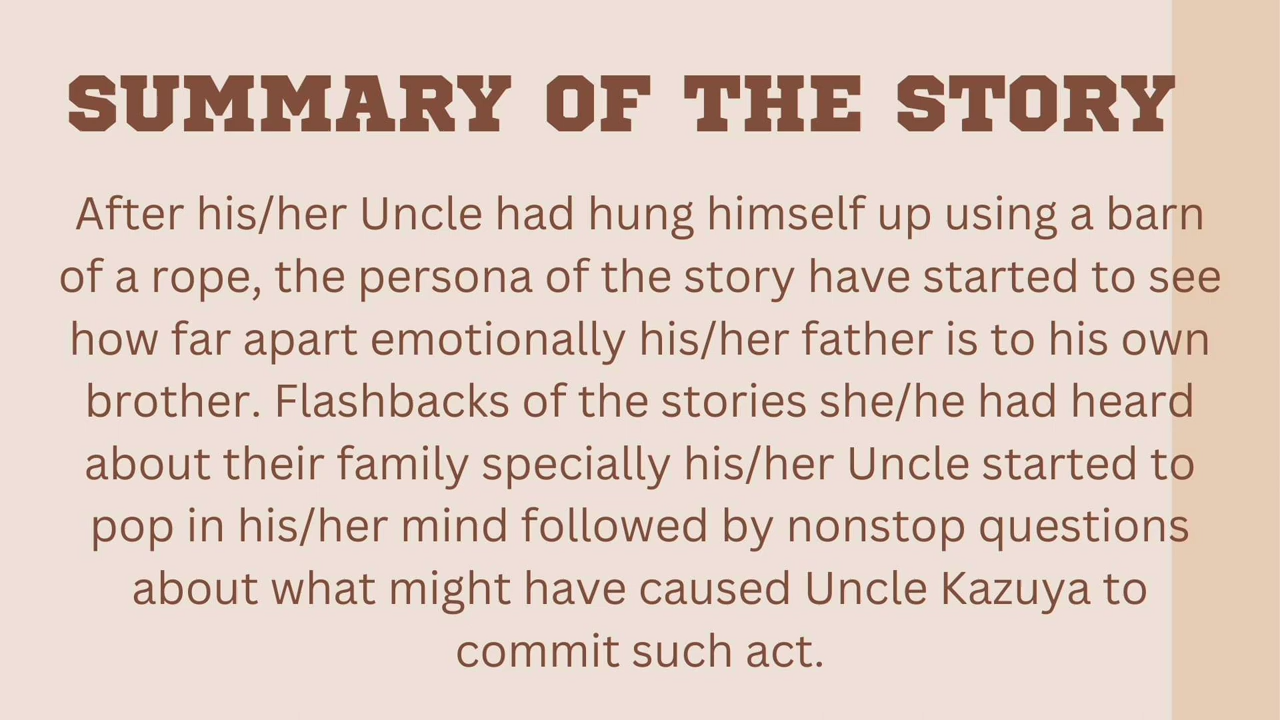 SUMMARY OF THE STORY
After his/her Uncle had hung himself up using a barn
of a rope, the persona of the story have started to see
how far apart emotionally his/her father is to his own
brother. Flashbacks of the stories she/he had heard
about their family specially his/her Uncle started to
pop in his/her mind followed by nonstop questions
about what might have caused Uncle Kazuya to
commit such act.